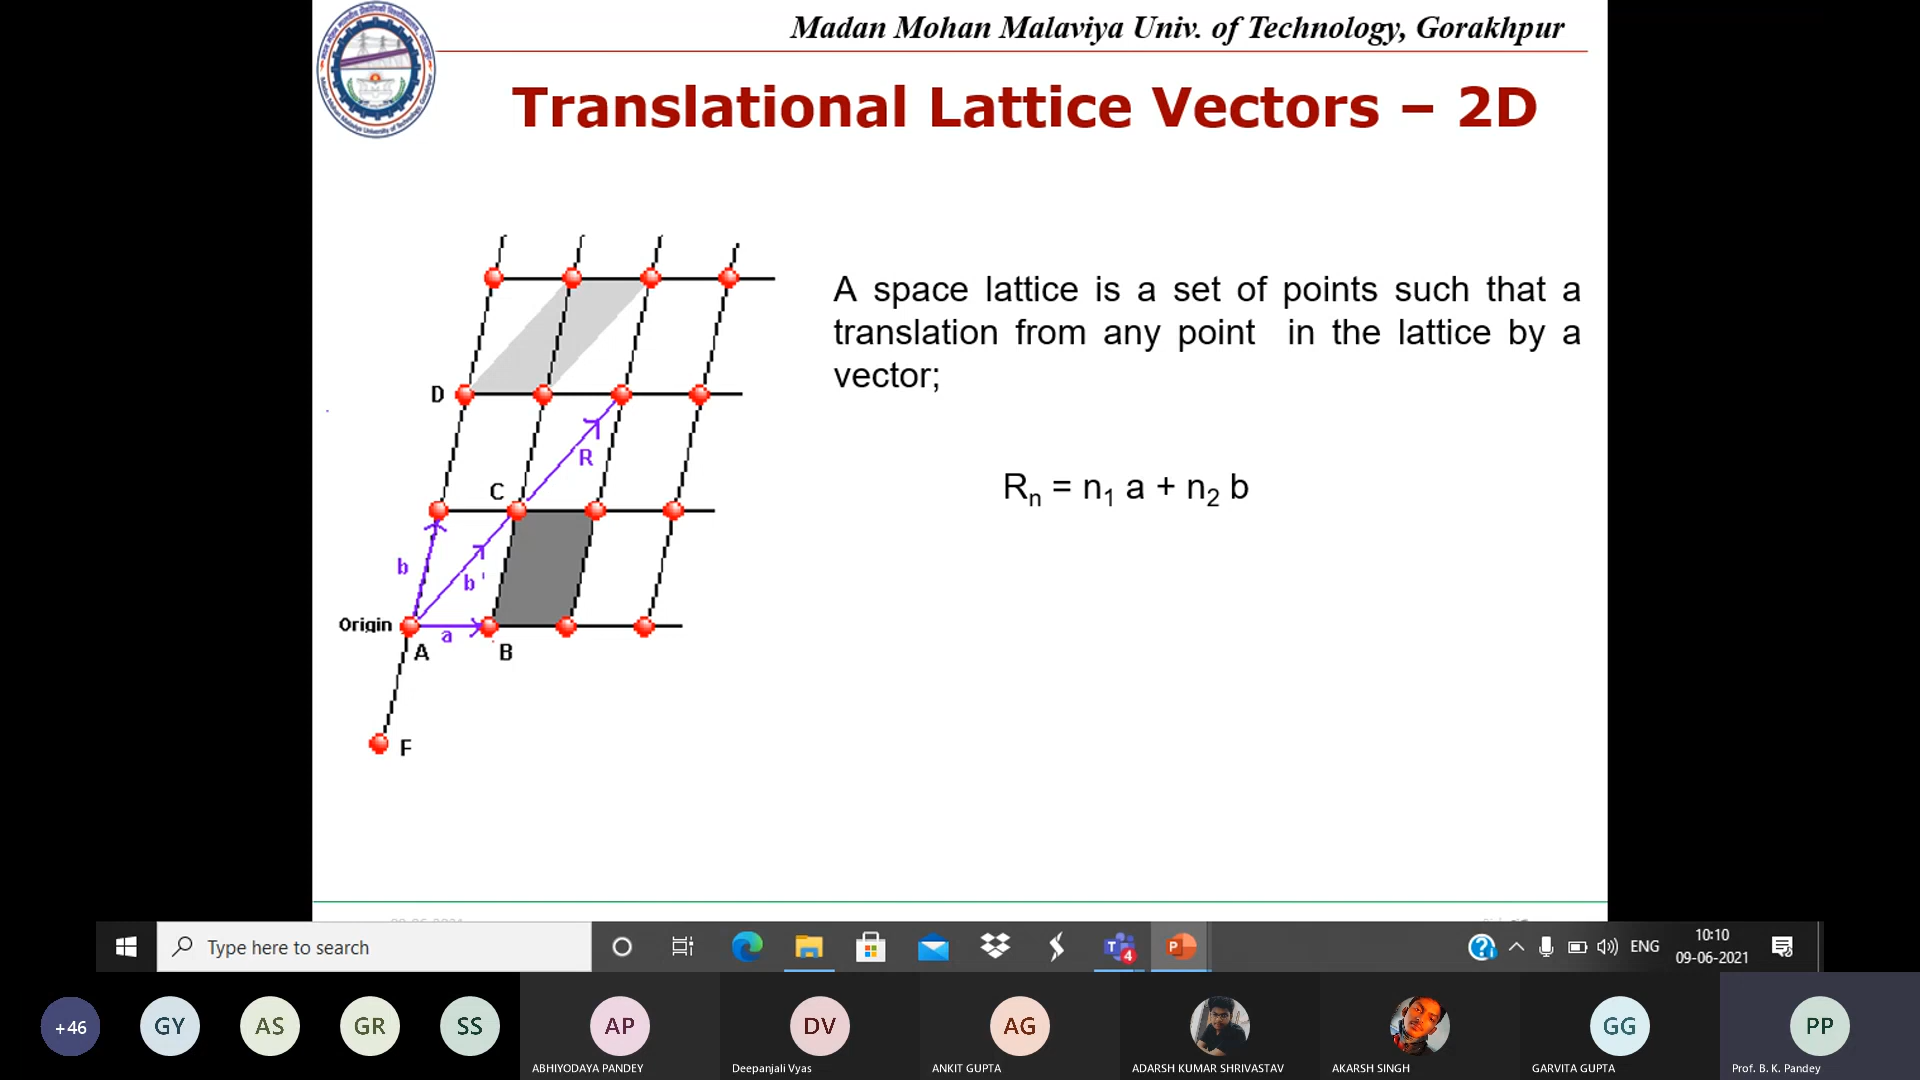 Madan Mohan Malaviya Univ. of Technology, Gorakhpur
Translational Lattice Vectors – 2D
A space lattice is a set of points such that a
translation from any point in the lattice by a
vector;
Rn = n1 a + n2 b
D
R
C
b
b'
Origin
a
A
B
F
Type here to search
T
4
P
?
ENG
10:10
09-06-2021
+46
GY
AS
GR
SS
AP
DV
AG
GG
PP
ABHIYODAYA PANDEY
Deepanjali Vyas
ANKIT GUPTA
ADARSH KUMAR SHRIVASTAV
AKARSH SINGH
GARVITA GUPTA
Prof. B. K. Pandey